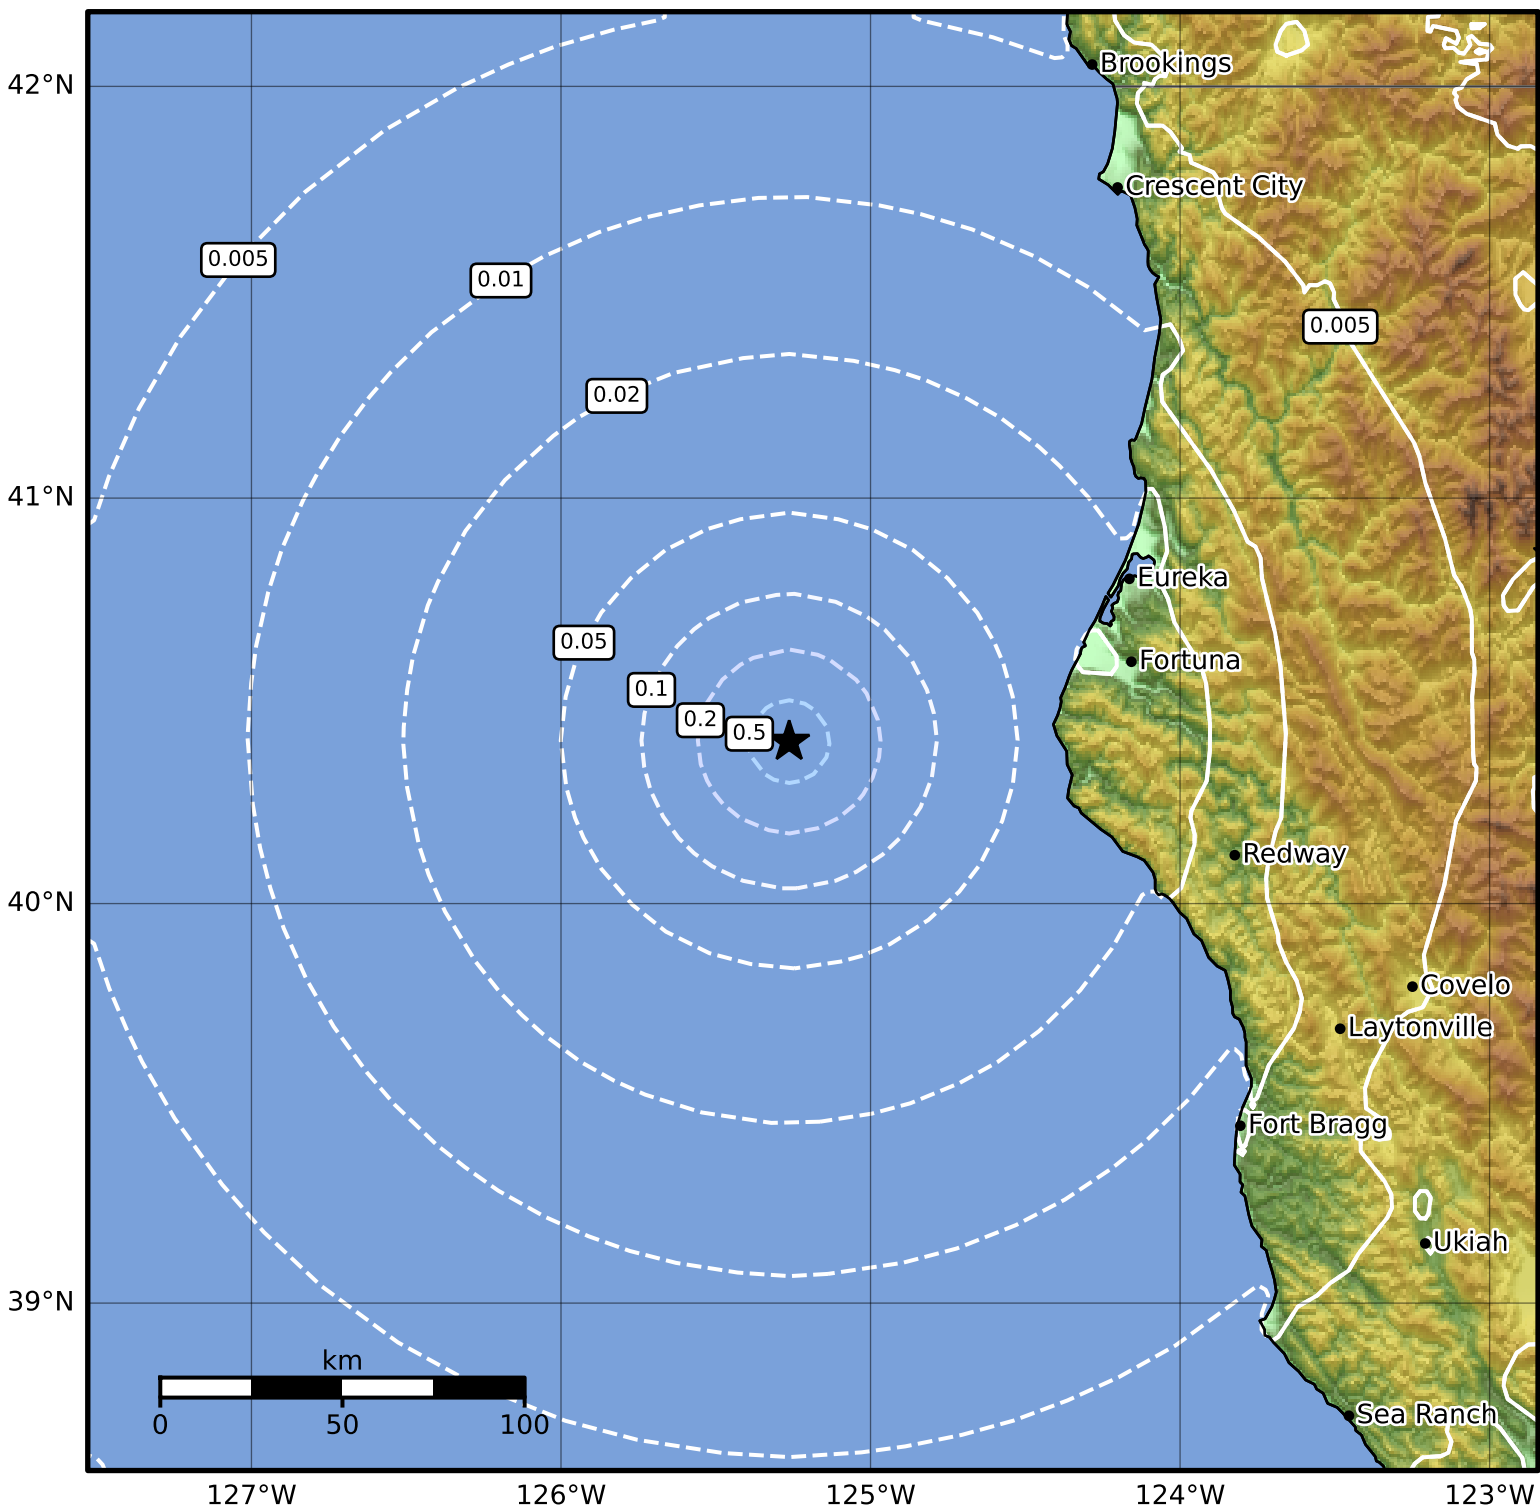 Brookings
42°N
Crescent City
0.005
0.01
0.005
0.02
41°N
Eureka
0.05
Fortuna
0.1
0.2
0.5
Redway
40°N
Covelo
Laytonville
Fort Bragg
Ukiah
39°N
km
0 50 100
Sea Ranch
127°W 126°W 125°W 124°W 123°W